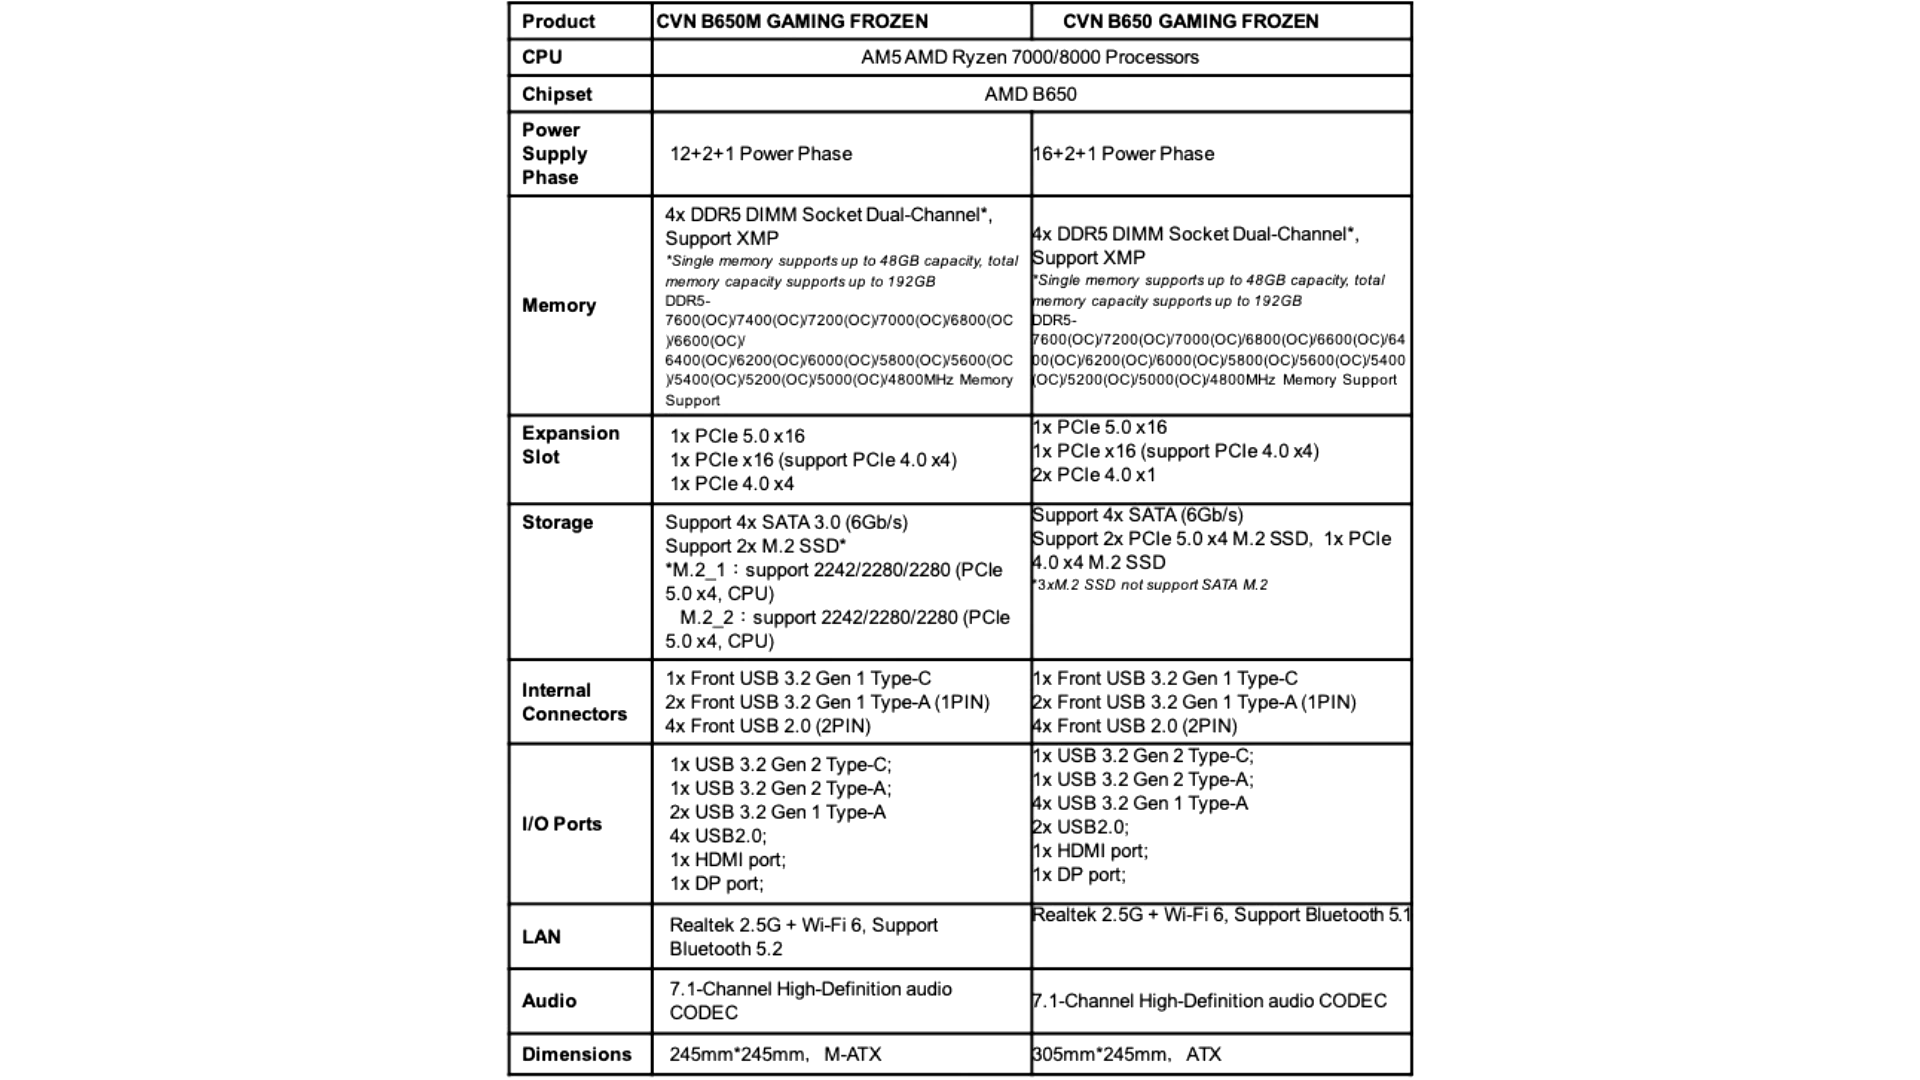 Product
CVN B650M GAMING FROZEN
CVN B650 GAMING FROZEN
CPU
AM5 AMD Ryzen 7000/8000 Processors
Chipset
AMD B650
Power
Supply
Phase
12+2+1 Power Phase
16+2+1 Power Phase
Memory
4x DDR5 DIMM Socket Dual-Channel*,
Support XMP
*Single memory supports up to 48GB capacity, total
memory capacity supports up to 192GB
DDR5-
7600(OC)/7400(OC)/7200(OC)/7000(OC)/6800(OC
)/6600(OC)/
6400(OC)/6200(OC)/6000(OC)/5800(OC)/5600(OC
)/5400(OC)/5200(OC)/5000(OC)/4800MHz Memory
Support
4x DDR5 DIMM Socket Dual-Channel*,
Support XMP
*Single memory supports up to 48GB capacity, total
memory capacity supports up to 192GB
DDR5-
7600(OC)/7200(OC)/7000(OC)/6800(OC)/6600(OC)/64
00(OC)/6200(OC)/6000(OC)/5800(OC)/5600(OC)/5400
(OC)/5200(OC)/5000(OC)/4800MHz Memory Support
Expansion
Slot
1x PCIe 5.0 x16
1x PCIe x16 (support PCIe 4.0 x4)
1x PCIe 4.0 x4
1x PCIe 5.0 x16
1x PCIe x16 (support PCIe 4.0 x4)
2x PCIe 4.0 x1
Storage
Support 4x SATA 3.0 (6Gb/s)
Support 2x M.2 SSD*
*M.2_1：support 2242/2280/2280 (PCIe
5.0 x4, CPU)
M.2_2：support 2242/2280/2280 (PCIe
5.0 x4, CPU)
Support 4x SATA (6Gb/s)
Support 2x PCIe 5.0 x4 M.2 SSD,  1x PCIe
4.0 x4 M.2 SSD
*3xM.2 SSD not support SATA M.2
Internal
Connectors
1x Front USB 3.2 Gen 1 Type-C
2x Front USB 3.2 Gen 1 Type-A (1PIN)
4x Front USB 2.0 (2PIN)
1x Front USB 3.2 Gen 1 Type-C
2x Front USB 3.2 Gen 1 Type-A (1PIN)
4x Front USB 2.0 (2PIN)
I/O Ports
1x USB 3.2 Gen 2 Type-C;
1x USB 3.2 Gen 2 Type-A;
2x USB 3.2 Gen 1 Type-A
4x USB2.0;
1x HDMI port;
1x DP port;
1x USB 3.2 Gen 2 Type-C;
1x USB 3.2 Gen 2 Type-A;
4x USB 3.2 Gen 1 Type-A
2x USB2.0;
1x HDMI port;
1x DP port;
LAN
Realtek 2.5G + Wi-Fi 6, Support
Bluetooth 5.2
Realtek 2.5G + Wi-Fi 6, Support Bluetooth 5.1
Audio
7.1-Channel High-Definition audio
CODEC
7.1-Channel High-Definition audio CODEC
Dimensions
245mm*245mm,  M-ATX
305mm*245mm,  ATX